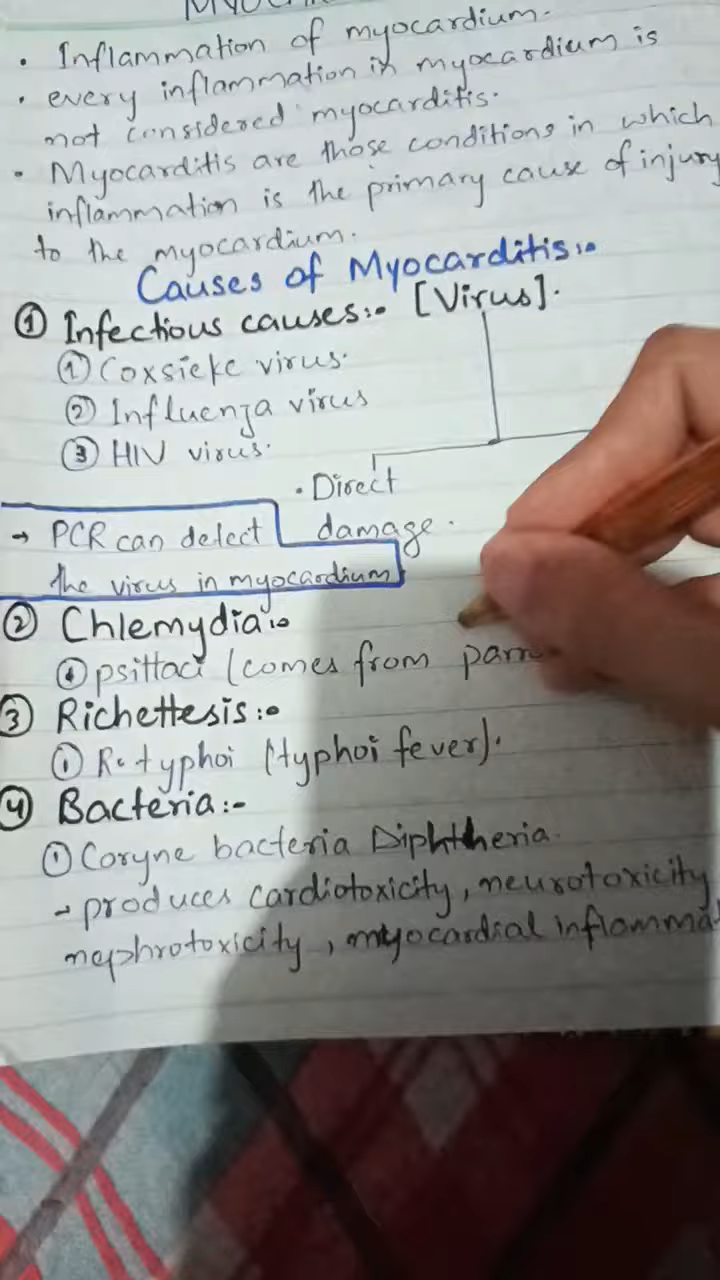 • Inflammation of myocardium.
• every inflammation in myocardium is
not considered myocarditis.
• Myocarditis are those conditions in which
inflammation is the primary cause of injury
to the myocardium.
Causes of Myocarditis:-
① Infectious causes:- [Virus].
① Coxsieke virus.
② Influenza virus
③ HIV virus.
• Direct
damage.
→ PCR can detect
the virus in myocardium
② Chlemydia:-
① psittaci (comes from
③ Richettesis:-
① R. typhoi (typhoi fever).
④ Bacteria:-
① Coryne bacteria Diphtheria.
→ produces cardiotoxicity, neurotoxicity
nephrotoxicity, myocardial inflamma